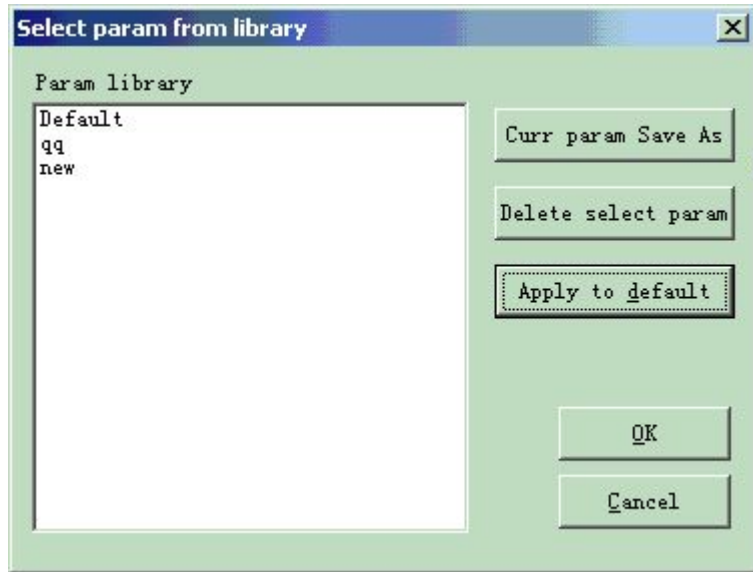 Select param from library
Param library
Default
qq
new
Curr param Save As
Delete select param
Apply to default
OK
Cancel